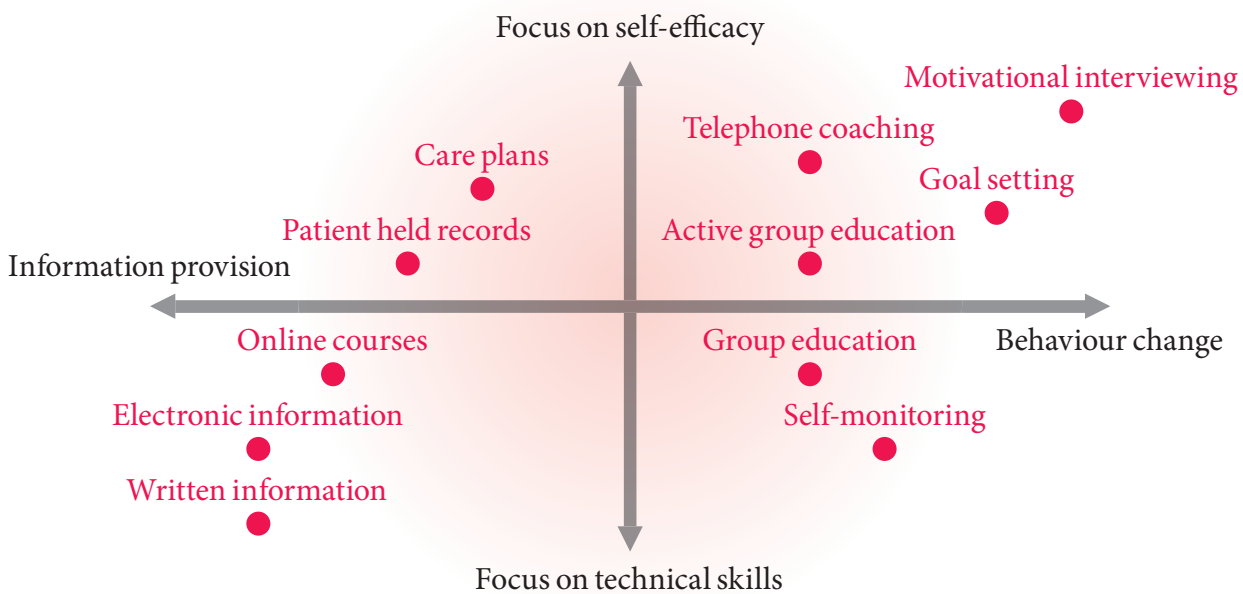 Focus on self-efficacy
Motivational interviewing
Telephone coaching
Care plans
Goal setting
Patient held records
Active group education
Information provision
Online courses
Group education
Behaviour change
Electronic information
Self-monitoring
Written information
Focus on technical skills